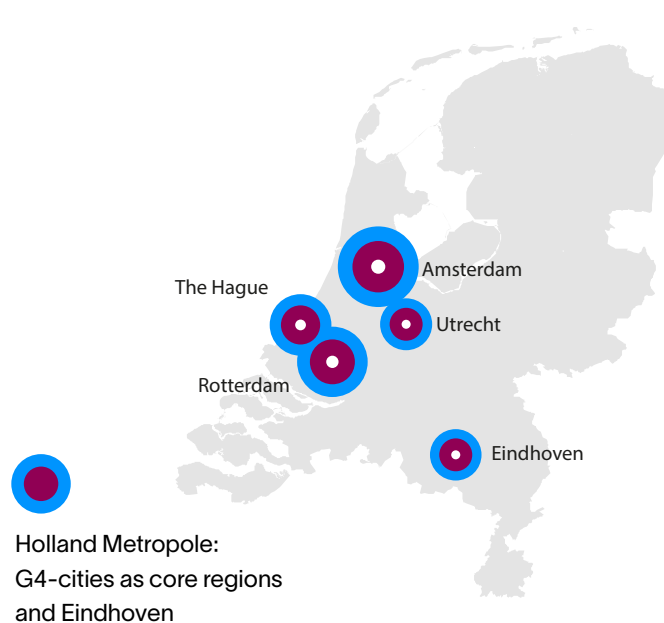 The Hague
Amsterdam
Utrecht
Rotterdam
Eindhoven
Holland Metropole:
G4-cities as core regions
and Eindhoven